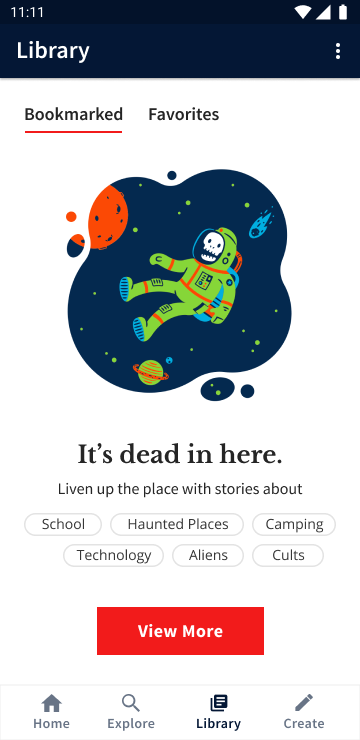 11:11
Library
Bookmarked Favorites
It's dead in here.
Liven up the place with stories about
School Haunted Places Camping
Technology Aliens Cults
View More
Home Explore Library Create